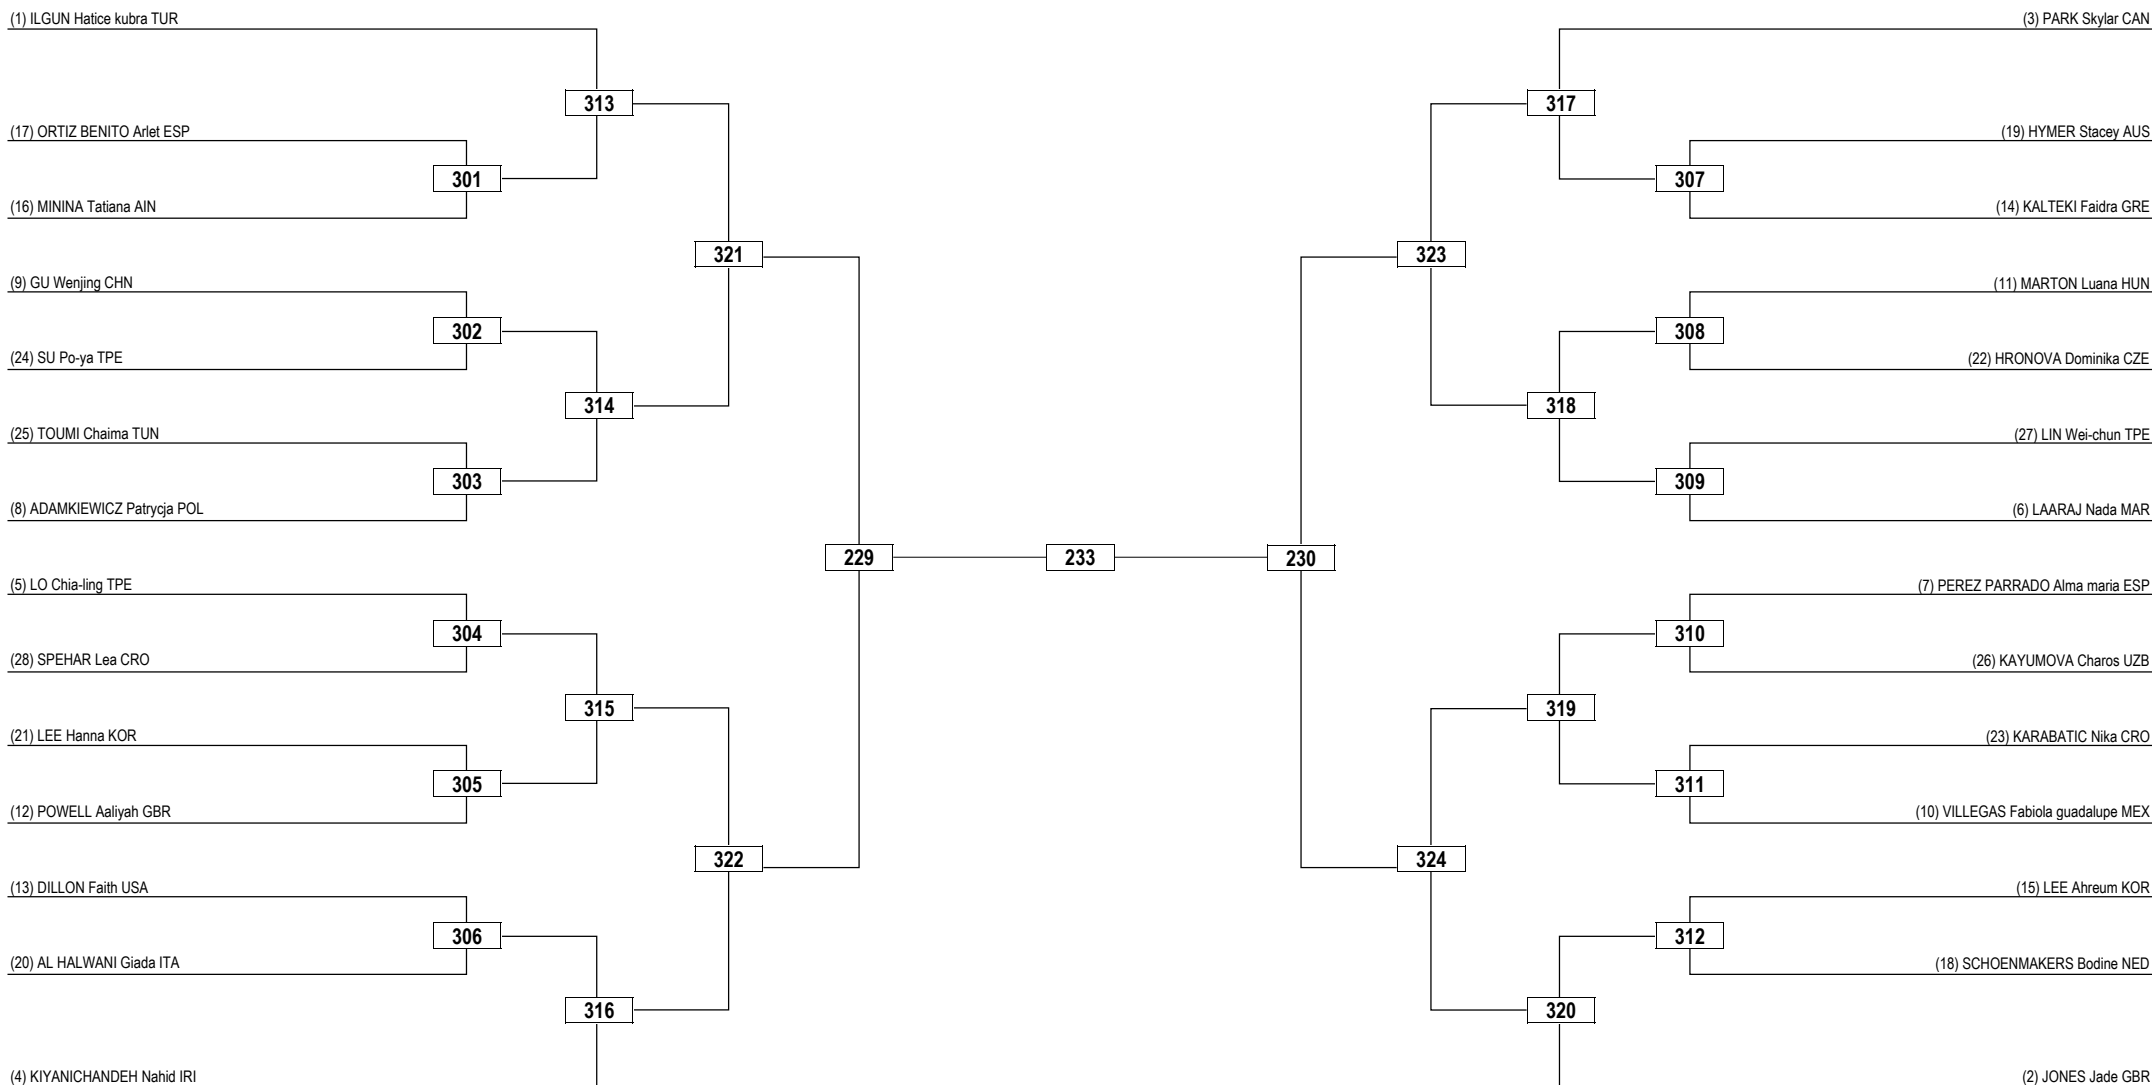 (1) ILGUN Hatice kubra TUR
(3) PARK Skylar CAN
313
317
(17) ORTIZ BENITO Arlet ESP
(19) HYMER Stacey AUS
301
307
(16) MININA Tatiana AIN
(14) KALTEKI Faidra GRE
321
323
(9) GU Wenjing CHN
(11) MARTON Luana HUN
302
308
(24) SU Po-ya TPE
(22) HRONOVA Dominika CZE
314
318
(25) TOUMI Chaima TUN
(27) LIN Wei-chun TPE
303
309
(8) ADAMKIEWICZ Patrycja POL
(6) LAARAJ Nada MAR
229
233
230
(5) LO Chia-ling TPE
(7) PEREZ PARRADO Alma maria ESP
304
310
(28) SPEHAR Lea CRO
(26) KAYUMOVA Charos UZB
315
319
(21) LEE Hanna KOR
(23) KARABATIC Nika CRO
305
311
(12) POWELL Aaliyah GBR
(10) VILLEGAS Fabiola guadalupe MEX
322
324
(13) DILLON Faith USA
(15) LEE Ahreum KOR
306
312
(20) AL HALWANI Giada ITA
(18) SCHOENMAKERS Bodine NED
316
320
(4) KIYANICHANDEH Nahid IRI
(2) JONES Jade GBR